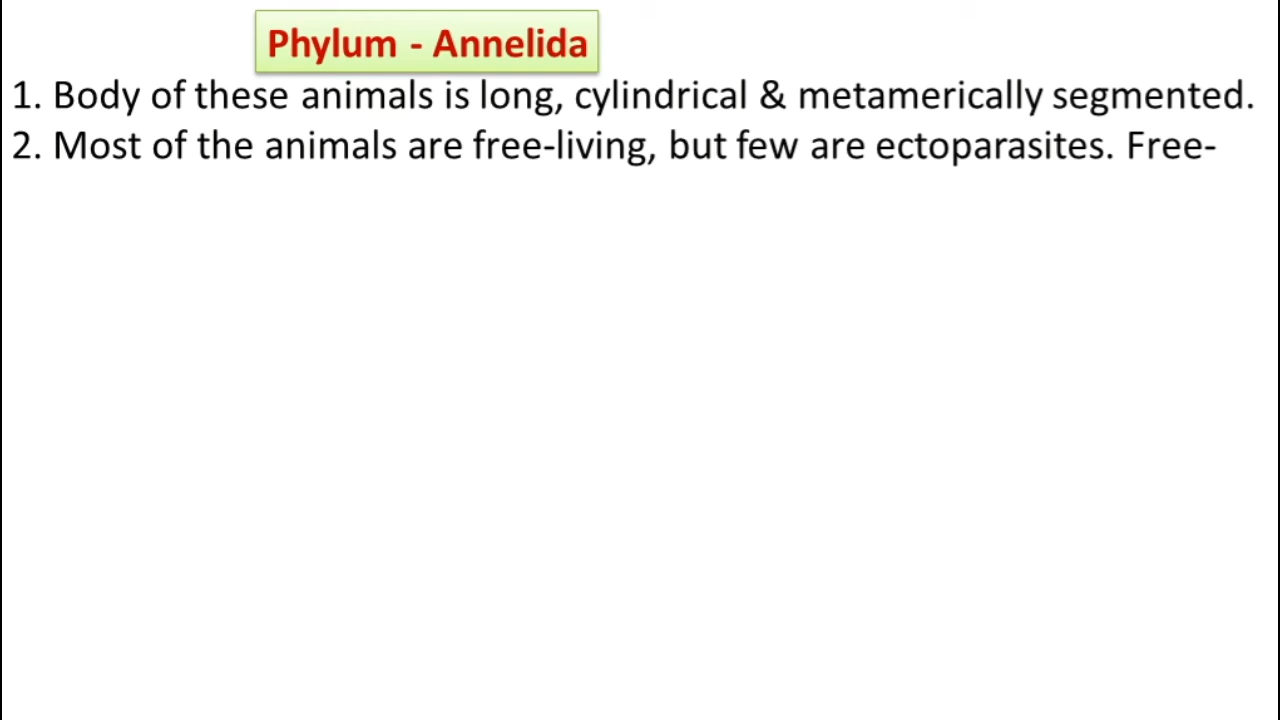 Phylum - Annelida
1. Body of these animals is long, cylindrical & metamerically segmented.
2. Most of the animals are free-living, but few are ectoparasites. Free-